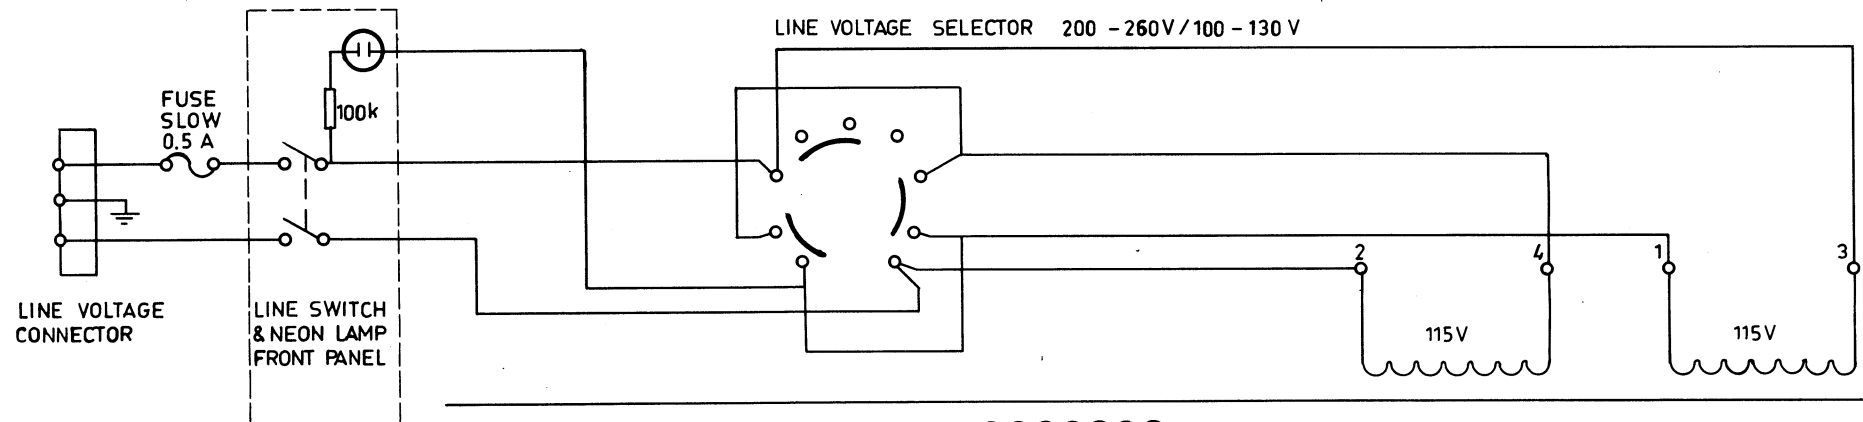 LINE VOLTAGE SELECTOR 200 - 260V / 100 - 130 V
FUSE
SLOW
0.5 A
100k
LINE VOLTAGE
CONNECTOR
LINE SWITCH
& NEON LAMP
FRONT PANEL
2
4
1
3
115V
115V